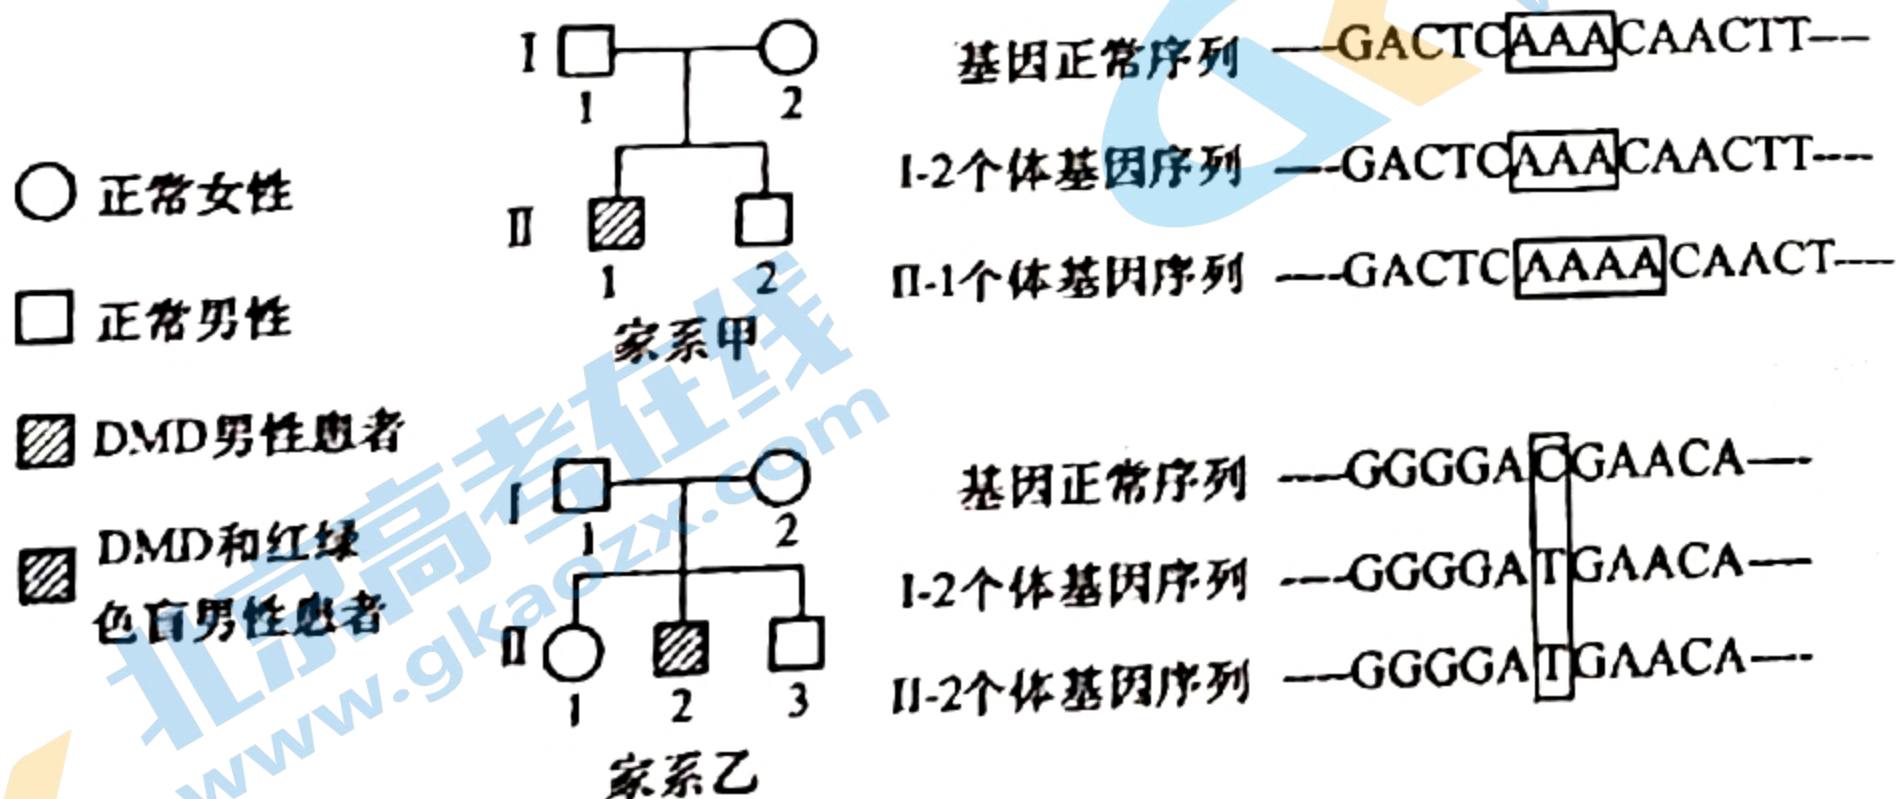 正常女性
正常男性
DMD男性患者
DMD和红绿
色盲男性患者
I
1
2
II
1
2
家系甲
基因正常序列 —-GACTCAAACAACTT—-
I-2个体基因序列 —-GACTCAAACAACTT—-
II-1个体基因序列 —-GACTCAAAACAACT—-
I
1
2
II
1
2
3
家系乙
基因正常序列 —-GGGGACGAACA—-
I-2个体基因序列 —-GGGGATGAACA—-
II-2个体基因序列 —-GGGGATGAACA—-
北京高考在线
www.gkaozx.com